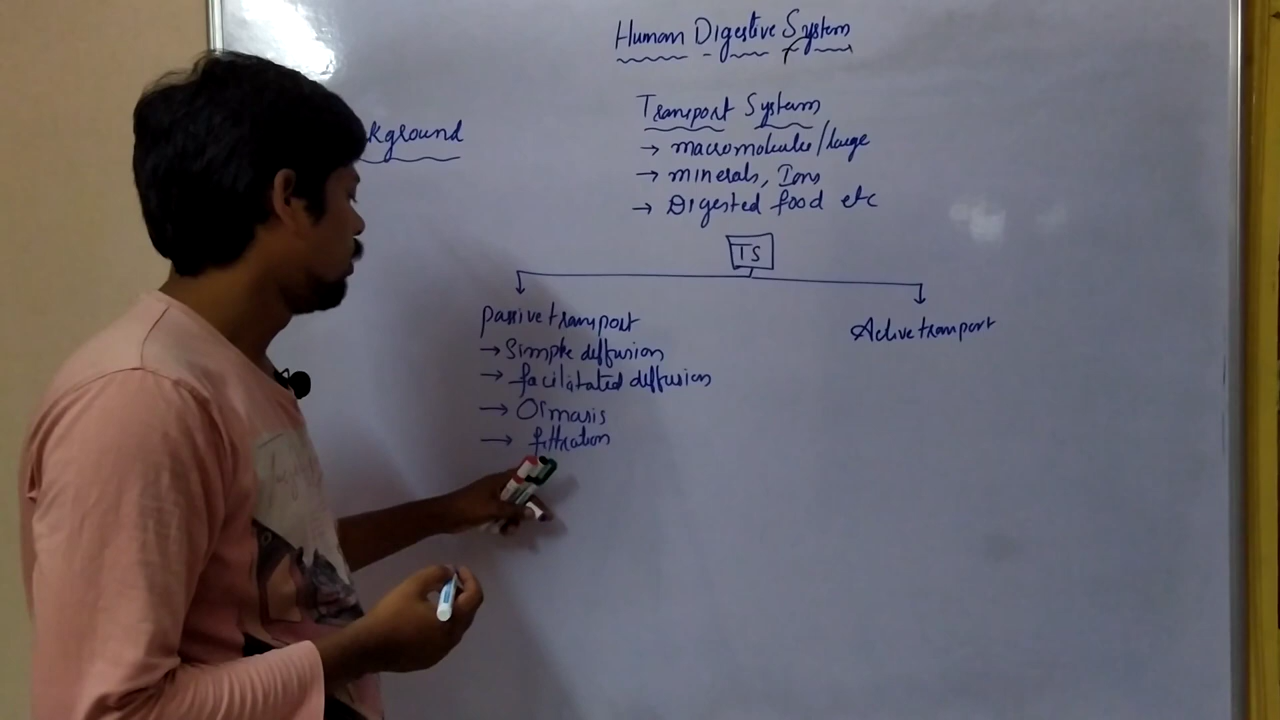 Human Digestive System
kground
Transport System
→ macromolecules/large
→ minerals, Ions
→ Digested food etc
TS
Passive transport
Active transport
→ Simple diffusion
→ facilitated diffusion
→ Osmasis
→ filtration